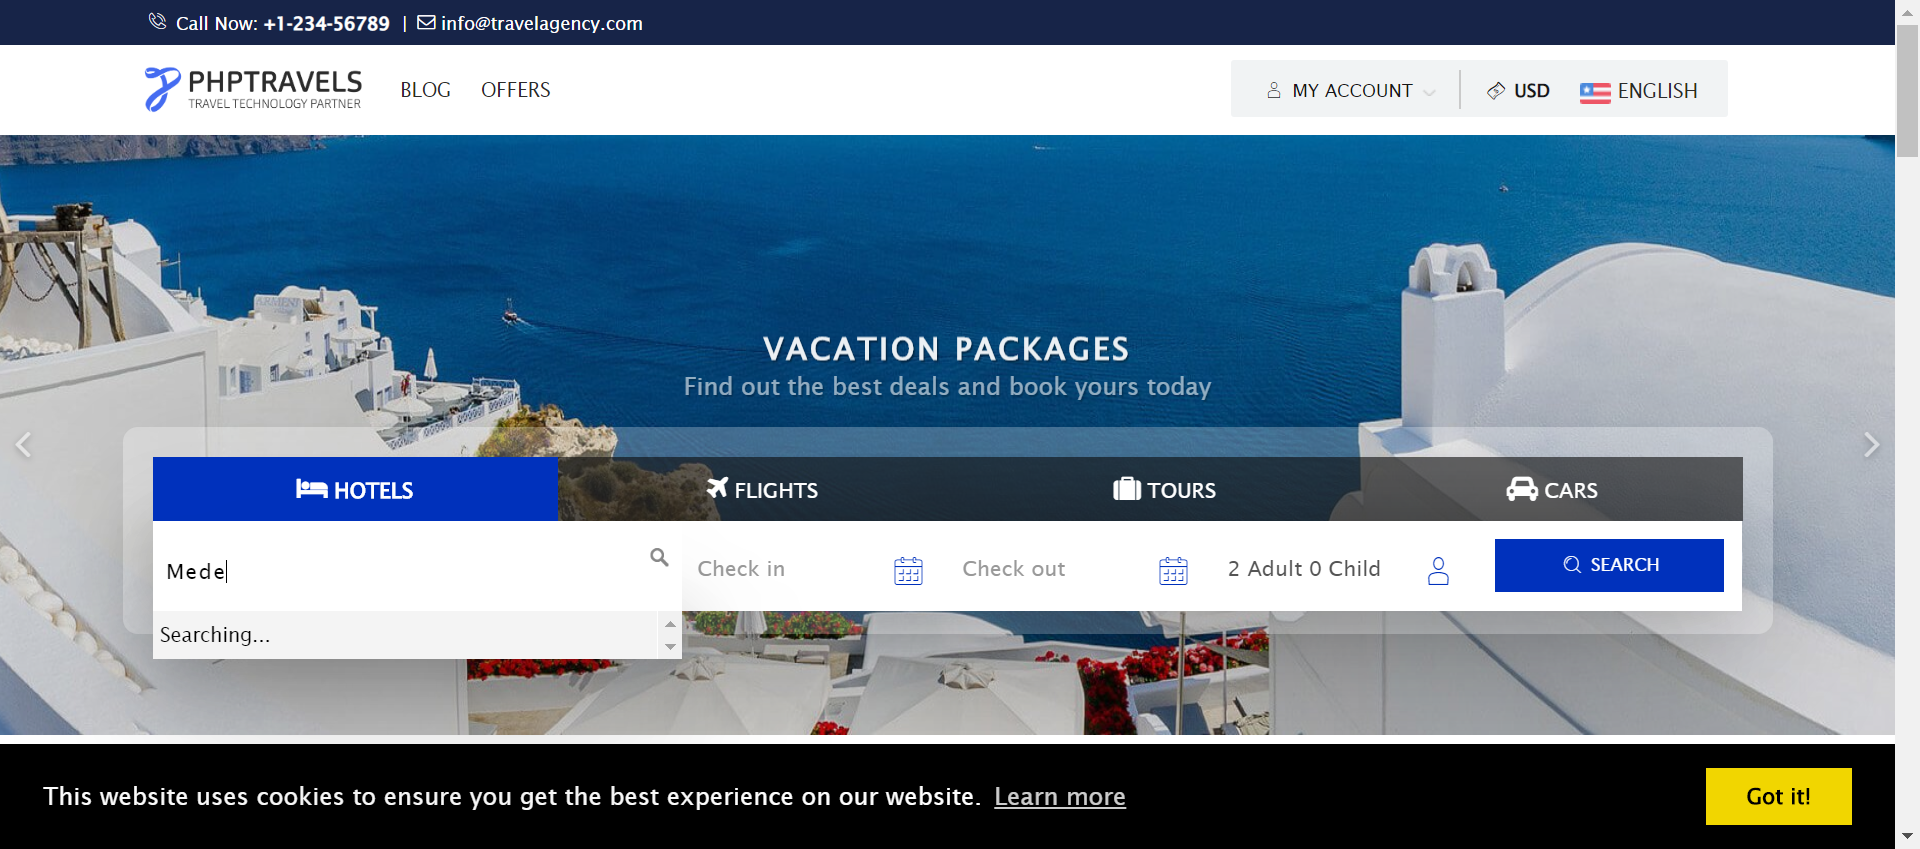 Call Now: +1-234-56789 | info@travelagency.com
PHPTRAVELS
TRAVEL TECHNOLOGY PARTNER
BLOG OFFERS
MY ACCOUNT USD ENGLISH
VACATION PACKAGES
Find out the best deals and book yours today
HOTELS FLIGHTS TOURS CARS
Mede Check in Check out 2 Adult 0 Child SEARCH
Searching...
This website uses cookies to ensure you get the best experience on our website. Learn more Got it!